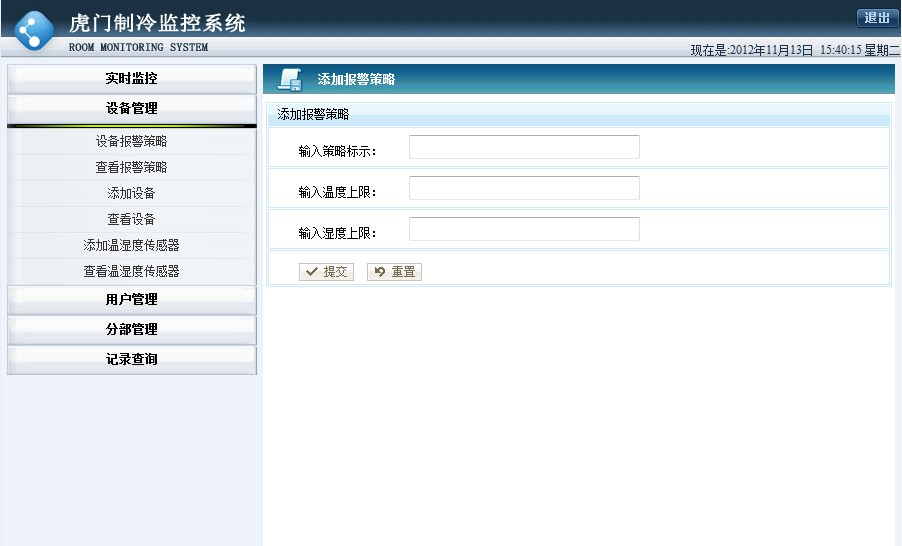 虎门制冷监控系统
退出
ROOM MONITORING SYSTEM
现在是:2012年11月13日 15:40:15 星期二
实时监控
设备管理
设备报警策略
查看报警策略
添加设备
查看设备
添加温湿度传感器
查看温湿度传感器
用户管理
分部管理
记录查询
添加报警策略
添加报警策略
输入策略标示：
输入温度上限：
输入湿度上限：
提交 重置